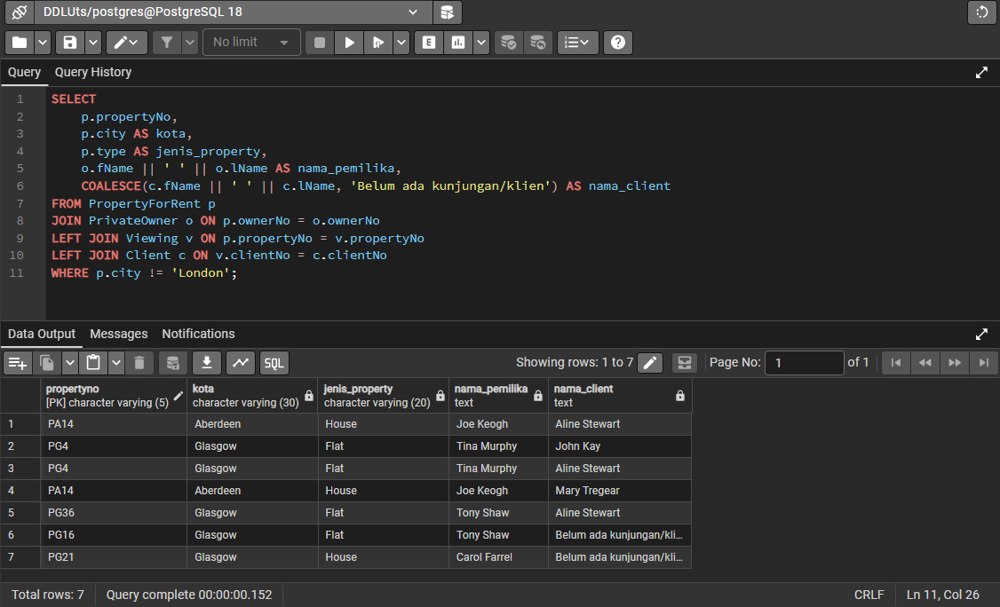 DDLUts/postgres@PostgreSQL 18
No limit
E
Query Query History
1 SELECT
2 p.propertyNo,
3 p.city AS kota,
4 p.type AS jenis_property,
5 o.fName || ' ' || o.lName AS nama_pemilika,
6 COALESCE(c.fName || ' ' || c.lName, 'Belum ada kunjungan/klien') AS nama_client
7 FROM PropertyForRent p
8 JOIN PrivateOwner o ON p.ownerNo = o.ownerNo
9 LEFT JOIN Viewing v ON p.propertyNo = v.propertyNo
10 LEFT JOIN Client c ON v.clientNo = c.clientNo
11 WHERE p.city != 'London';
Data Output Messages Notifications
SQL Showing rows: 1 to 7 Page No: 1 of 1
propertyno kota jenis_property nama_pemilika nama_client
[PK] character varying (5) character varying (30) character varying (20) text text
1 PA14 Aberdeen House Joe Keogh Aline Stewart
2 PG4 Glasgow Flat Tina Murphy John Kay
3 PG4 Glasgow Flat Tina Murphy Aline Stewart
4 PA14 Aberdeen House Joe Keogh Mary Tregear
5 PG36 Glasgow Flat Tony Shaw Aline Stewart
6 PG16 Glasgow Flat Tony Shaw Belum ada kunjungan/kli...
7 PG21 Glasgow House Carol Farrel Belum ada kunjungan/kli...
Total rows: 7 Query complete 00:00:00.152 CRLF Ln 11, Col 26